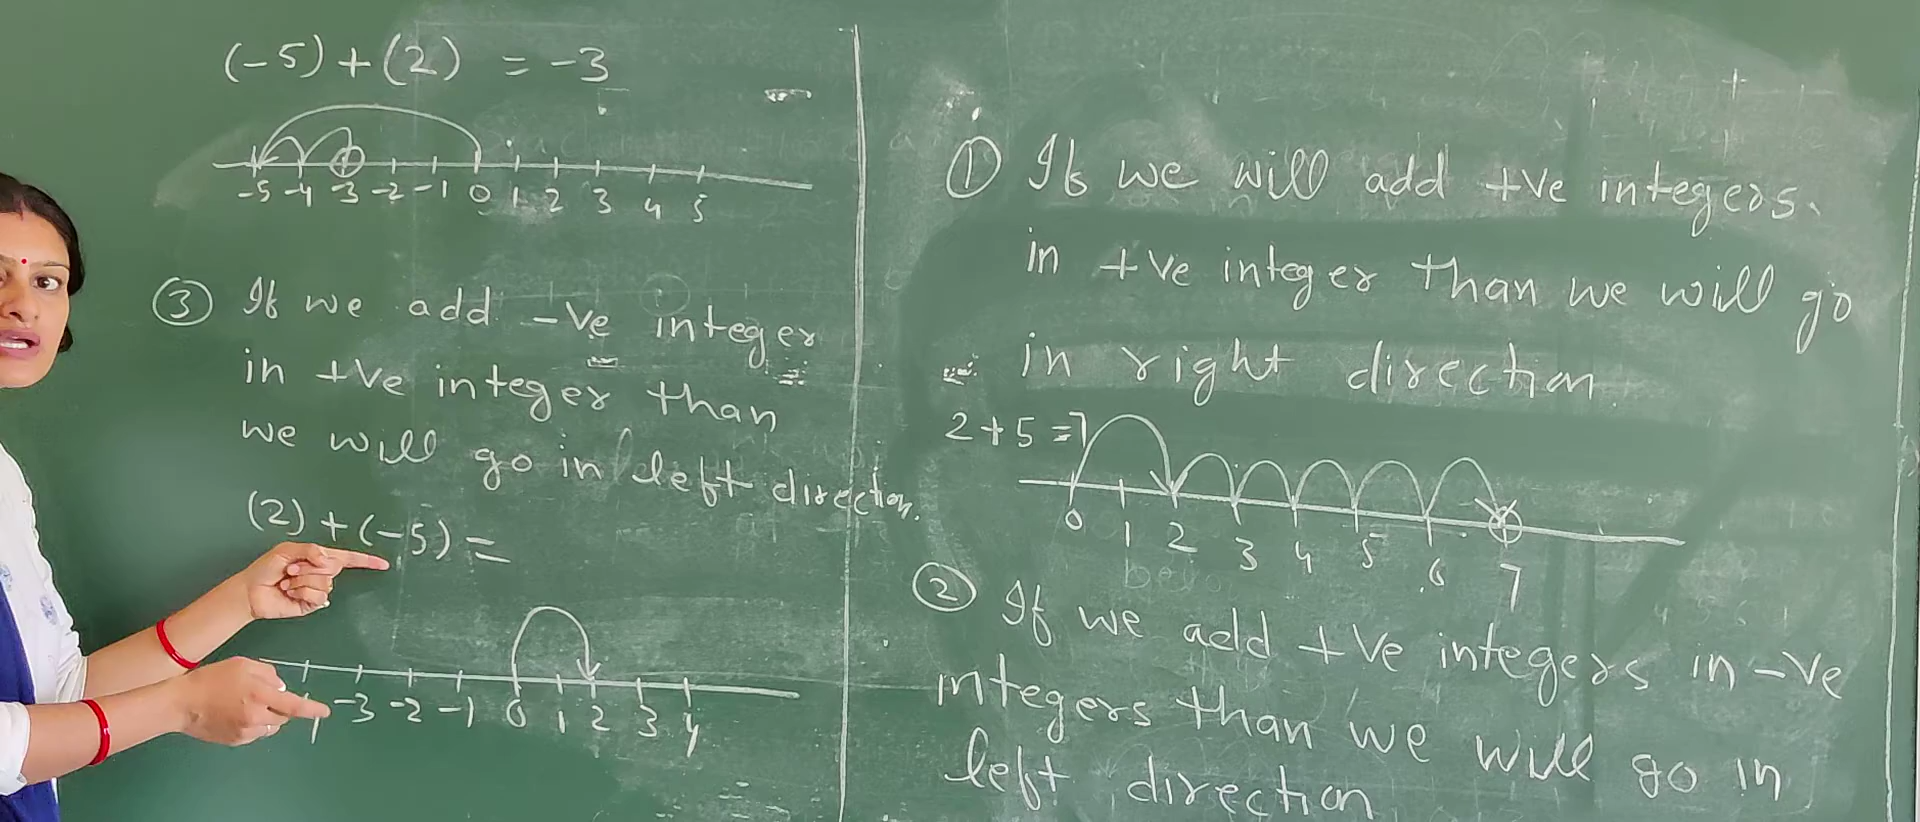 (-5)+(2) = -3
-5 -4 -3 -2 -1 0 1 2 3 4 5
③ If we add -ve integer
in +ve integer than
we will go in left direction.
(2)+(-5)=
-3 -2 -1 0 1 2 3 4
① If we will add +ve integers
in +ve integer than we will go
in right direction
2+5=7
0 1 2 3 4 5 6 7
② If we add +ve integers in -ve
integers than we will go in
left direction